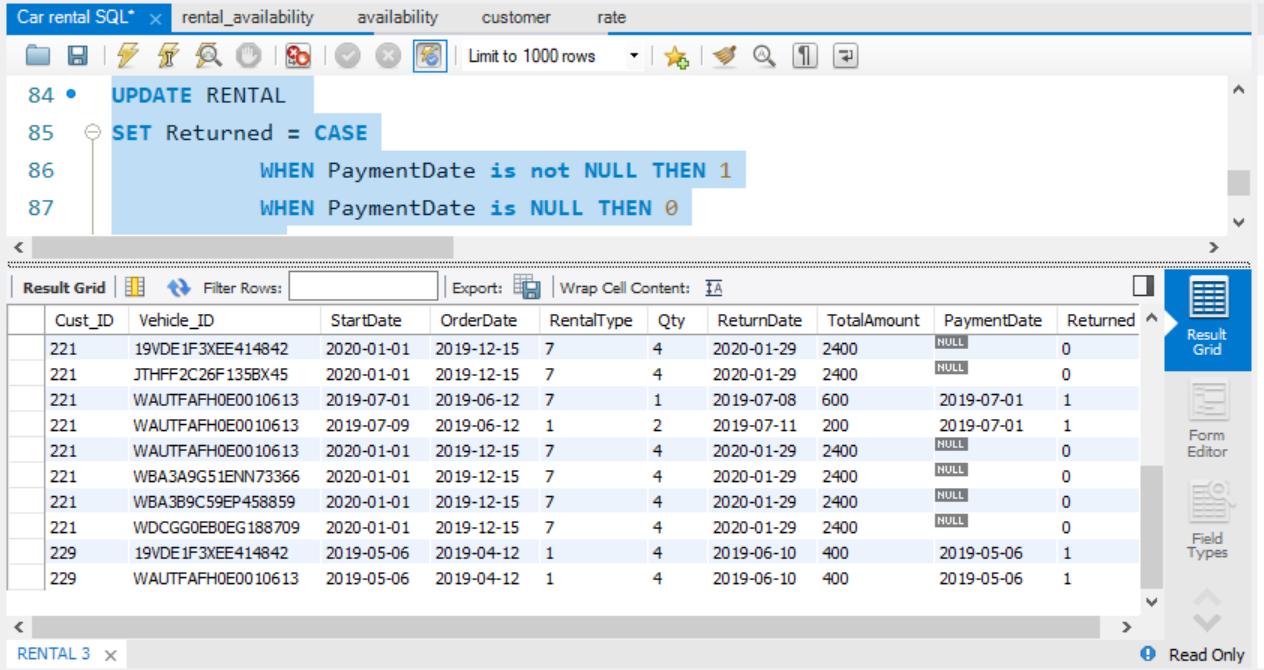 Car rental SQL* × rental_availability availability customer rate
Limit to 1000 rows
84 UPDATE RENTAL
85 SET Returned = CASE
86 WHEN PaymentDate is not NULL THEN 1
87 WHEN PaymentDate is NULL THEN 0
Result Grid Filter Rows: Export: Wrap Cell Content: IA
Cust_ID Vehicle_ID StartDate OrderDate RentalType Qty ReturnDate TotalAmount PaymentDate Returned
221 19VDE1F3XEE414842 2020-01-01 2019-12-15 7 4 2020-01-29 2400 NULL 0
221 JTHFF2C26F135BX45 2020-01-01 2019-12-15 7 4 2020-01-29 2400 NULL 0
221 WAUTFAFH0E0010613 2019-07-01 2019-06-12 7 1 2019-07-08 600 2019-07-01 1
221 WAUTFAFH0E0010613 2019-07-09 2019-06-12 1 2 2019-07-11 200 2019-07-01 1
221 WAUTFAFH0E0010613 2020-01-01 2019-12-15 7 4 2020-01-29 2400 NULL 0
221 WBA3A9G51ENN73366 2020-01-01 2019-12-15 7 4 2020-01-29 2400 NULL 0
221 WBA3B9C59EP458859 2020-01-01 2019-12-15 7 4 2020-01-29 2400 NULL 0
221 WDCGG0EB0EG188709 2020-01-01 2019-12-15 7 4 2020-01-29 2400 NULL 0
229 19VDE1F3XEE414842 2019-05-06 2019-04-12 1 4 2019-06-10 400 2019-05-06 1
229 WAUTFAFH0E0010613 2019-05-06 2019-04-12 1 4 2019-06-10 400 2019-05-06 1
Result
Grid
Form
Editor
Field
Types
RENTAL 3 × Read Only